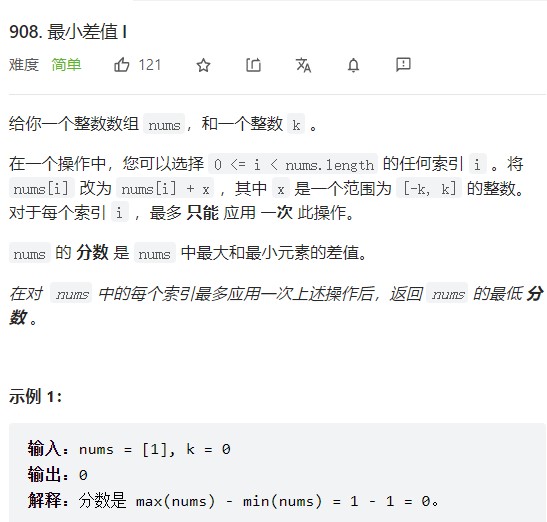 908. 最小差值 I
难度 简单 121
给你一个整数数组 nums，和一个整数 k 。
在一个操作中，您可以选择 0 <= i < nums.length 的任何索引 i 。将
nums[i] 改为 nums[i] + x ，其中 x 是一个范围为 [-k, k] 的整数。
对于每个索引 i ，最多 只能 应用 一次 此操作。
nums 的 分数 是 nums 中最大和最小元素的差值。
在对 nums 中的每个索引最多应用一次上述操作后，返回 nums 的最低 分
数 。
示例 1：
输入：nums = [1], k = 0
输出：0
解释：分数是 max(nums) - min(nums) = 1 - 1 = 0。